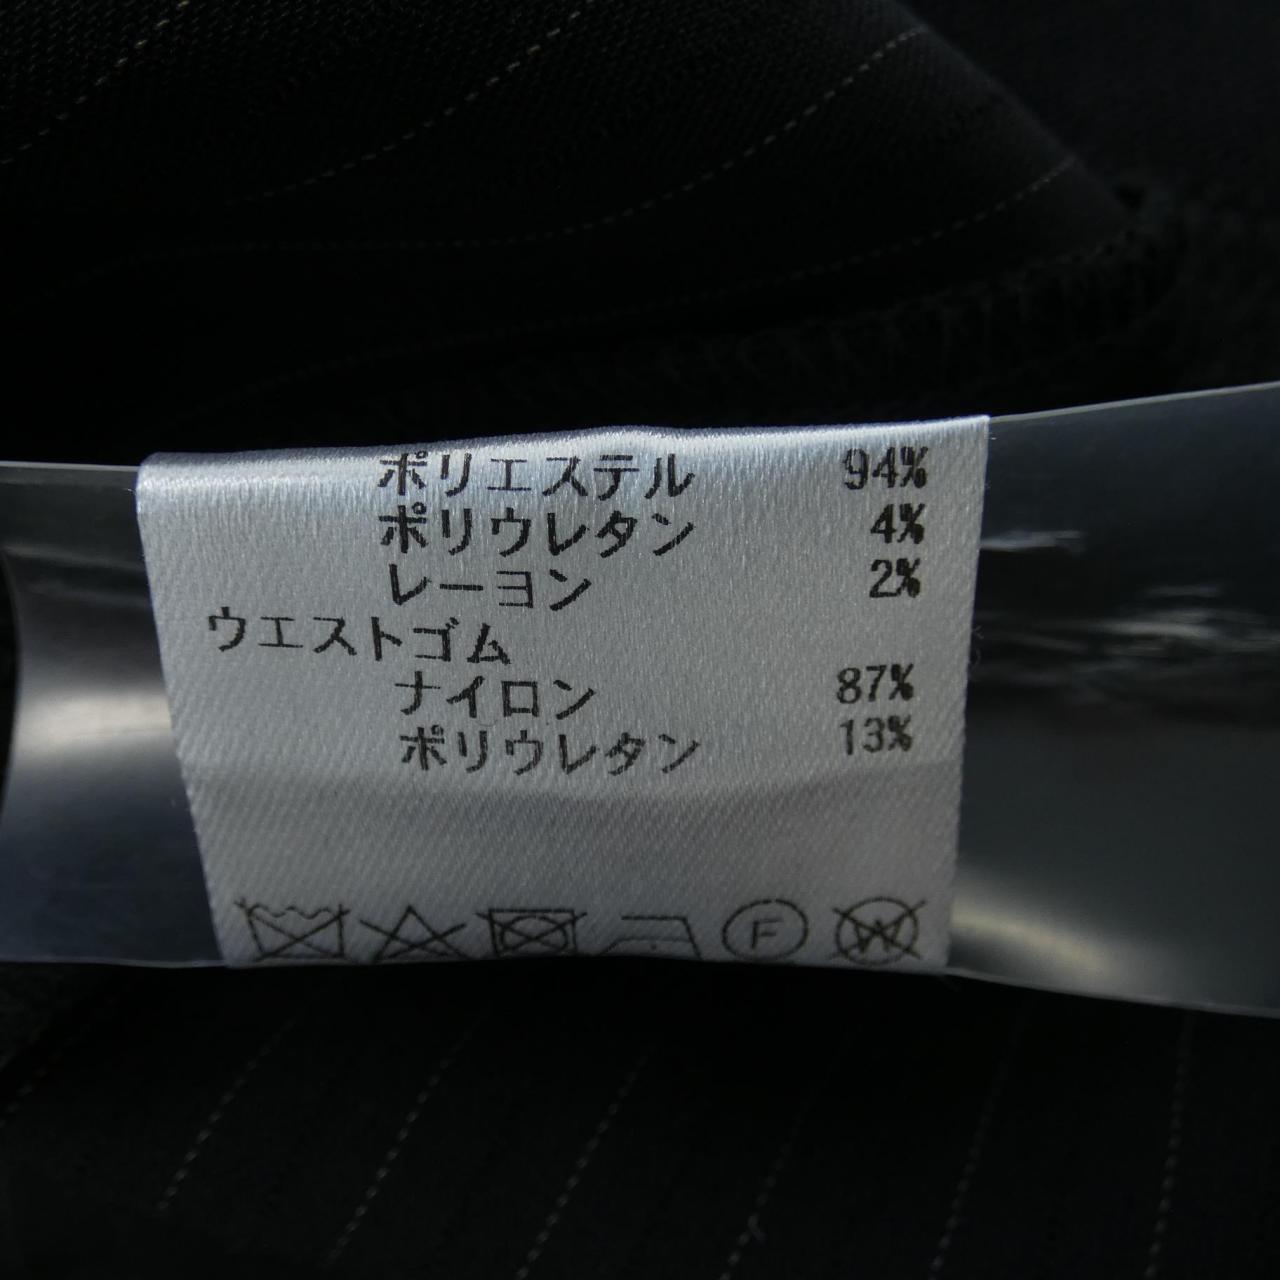 ポリエステル 94%
ポリウレタン 4%
レーヨン 2%
ウエストゴム
ナイロン 87%
ポリウレタン 13%
F W